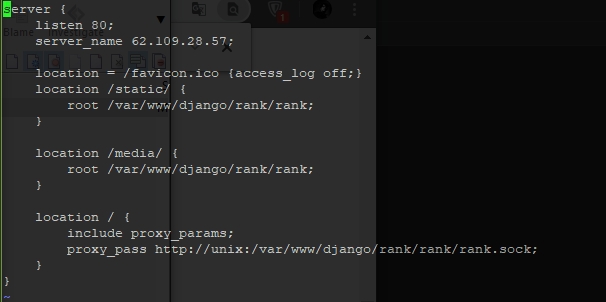 server {
    listen 80;
    server_name 62.109.28.57;

    location = /favicon.ico {access_log off;}
    location /static/ {
        root /var/www/django/rank/rank;
    }

    location /media/ {
        root /var/www/django/rank/rank;
    }

    location / {
        include proxy_params;
        proxy_pass http://unix:/var/www/django/rank/rank/rank.sock;
    }
}
~
Blame
1